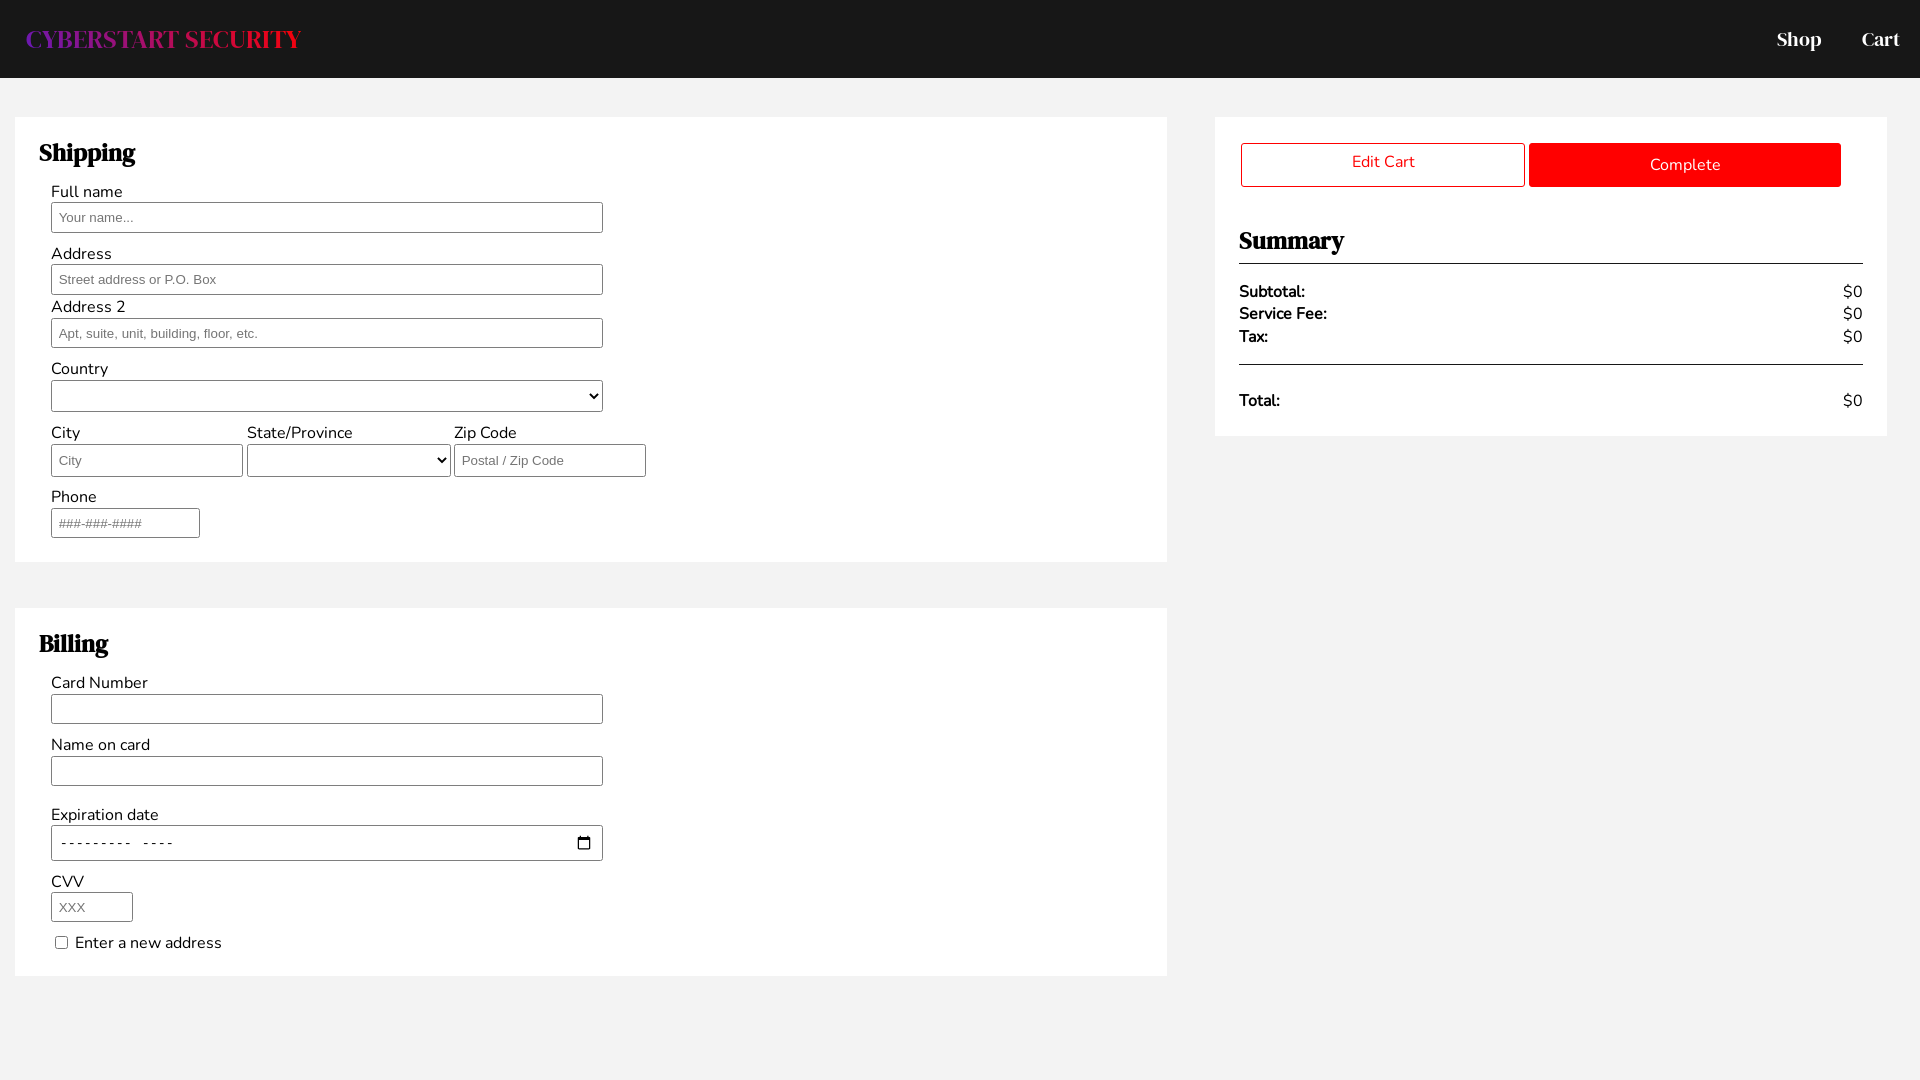 CYBERSTART SECURITY
Shop
Cart
Shipping
Full name
Your name...
Address
Street address or P.O. Box
Address 2
Apt, suite, unit, building, floor, etc.
Country
City
State/Province
Zip Code
City
Postal / Zip Code
Phone
###-###-####
Billing
Card Number
Name on card
Expiration date
--------- ----
CVV
XXX
Enter a new address
Edit Cart
Complete
Summary
Subtotal: $0
Service Fee: $0
Tax: $0
Total: $0